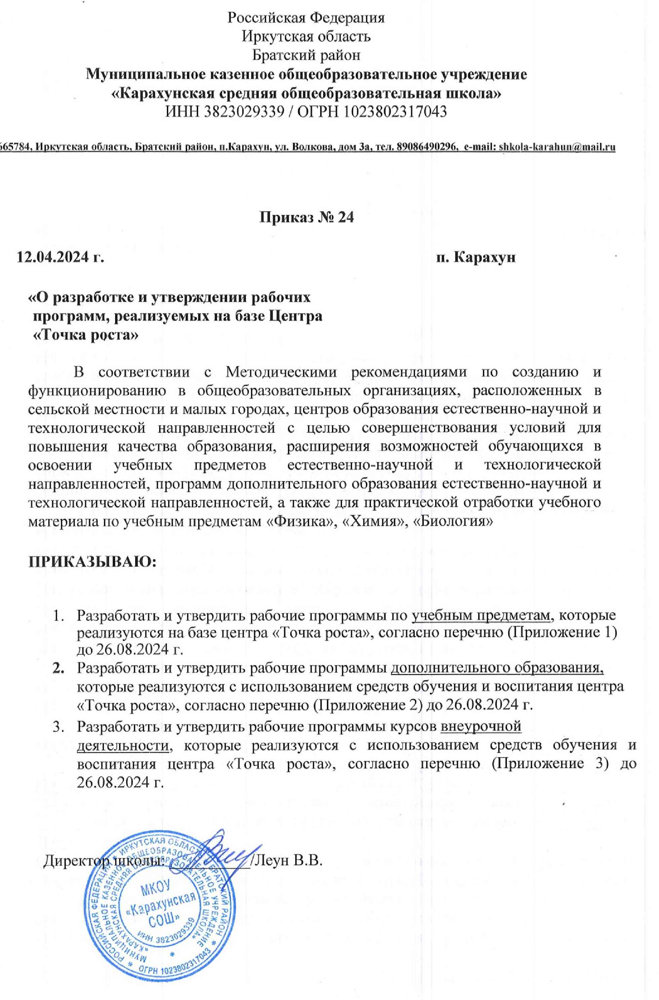 Российская Федерация
Иркутская область
Братский район
Муниципальное казенное общеобразовательное учреждение
«Карахунская средняя общеобразовательная школа»
ИНН 3823029339 / ОГРН 1023802317043
665784, Иркутская область, Братский район, п.Карахун, ул. Волкова, дом 3а, тел. 89086490296, e-mail: shkola-karahun@mail.ru
Приказ № 24
12.04.2024 г. п. Карахун
«О разработке и утверждении рабочих
программ, реализуемых на базе Центра
«Точка роста»
В соответствии с Методическими рекомендациями по созданию и
функционированию в общеобразовательных организациях, расположенных в
сельской местности и малых городах, центров образования естественно-научной и
технологической направленностей с целью совершенствования условий для
повышения качества образования, расширения возможностей обучающихся в
освоении учебных предметов естественно-научной и технологической
направленностей, программ дополнительного образования естественно-научной и
технологической направленностей, а также для практической отработки учебного
материала по учебным предметам «Физика», «Химия», «Биология»
ПРИКАЗЫВАЮ:
1. Разработать и утвердить рабочие программы по учебным предметам, которые
реализуются на базе центра «Точка роста», согласно перечню (Приложение 1)
до 26.08.2024 г.
2. Разработать и утвердить рабочие программы дополнительного образования,
которые реализуются с использованием средств обучения и воспитания центра
«Точка роста», согласно перечню (Приложение 2) до 26.08.2024 г.
3. Разработать и утвердить рабочие программы курсов внеурочной
деятельности, которые реализуются с использованием средств обучения и
воспитания центра «Точка роста», согласно перечню (Приложение 3) до
26.08.2024 г.
Директор школы: /Леун В.В.
РОССИЙСКАЯ ФЕДЕРАЦИЯ * ИРКУТСКАЯ ОБЛАСТЬ * БРАТСКИЙ РАЙОН *
МУНИЦИПАЛЬНОЕ КАЗЕННОЕ ОБЩЕОБРАЗОВАТЕЛЬНОЕ УЧРЕЖДЕНИЕ
«КАРАХУНСКАЯ СРЕДНЯЯ ОБЩЕОБРАЗОВАТЕЛЬНАЯ ШКОЛА»
МКОУ
«Карахунская
СОШ»
ИНН 3823029339
* ОГРН 1023802317043